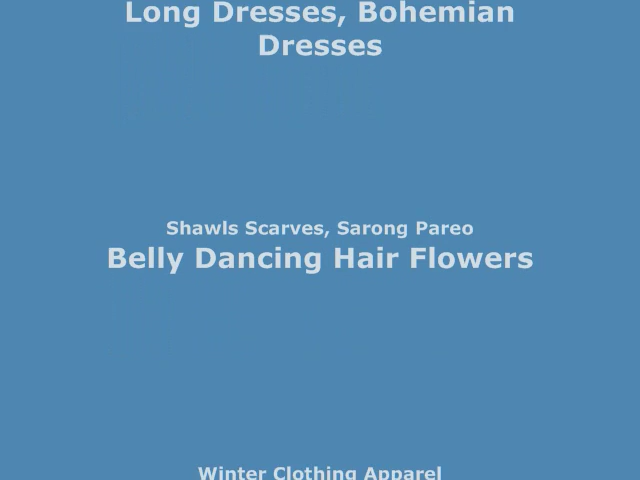 Long Dresses, Bohemian
Dresses
Shawls Scarves, Sarong Pareo
Belly Dancing Hair Flowers
Winter Clothing Apparel